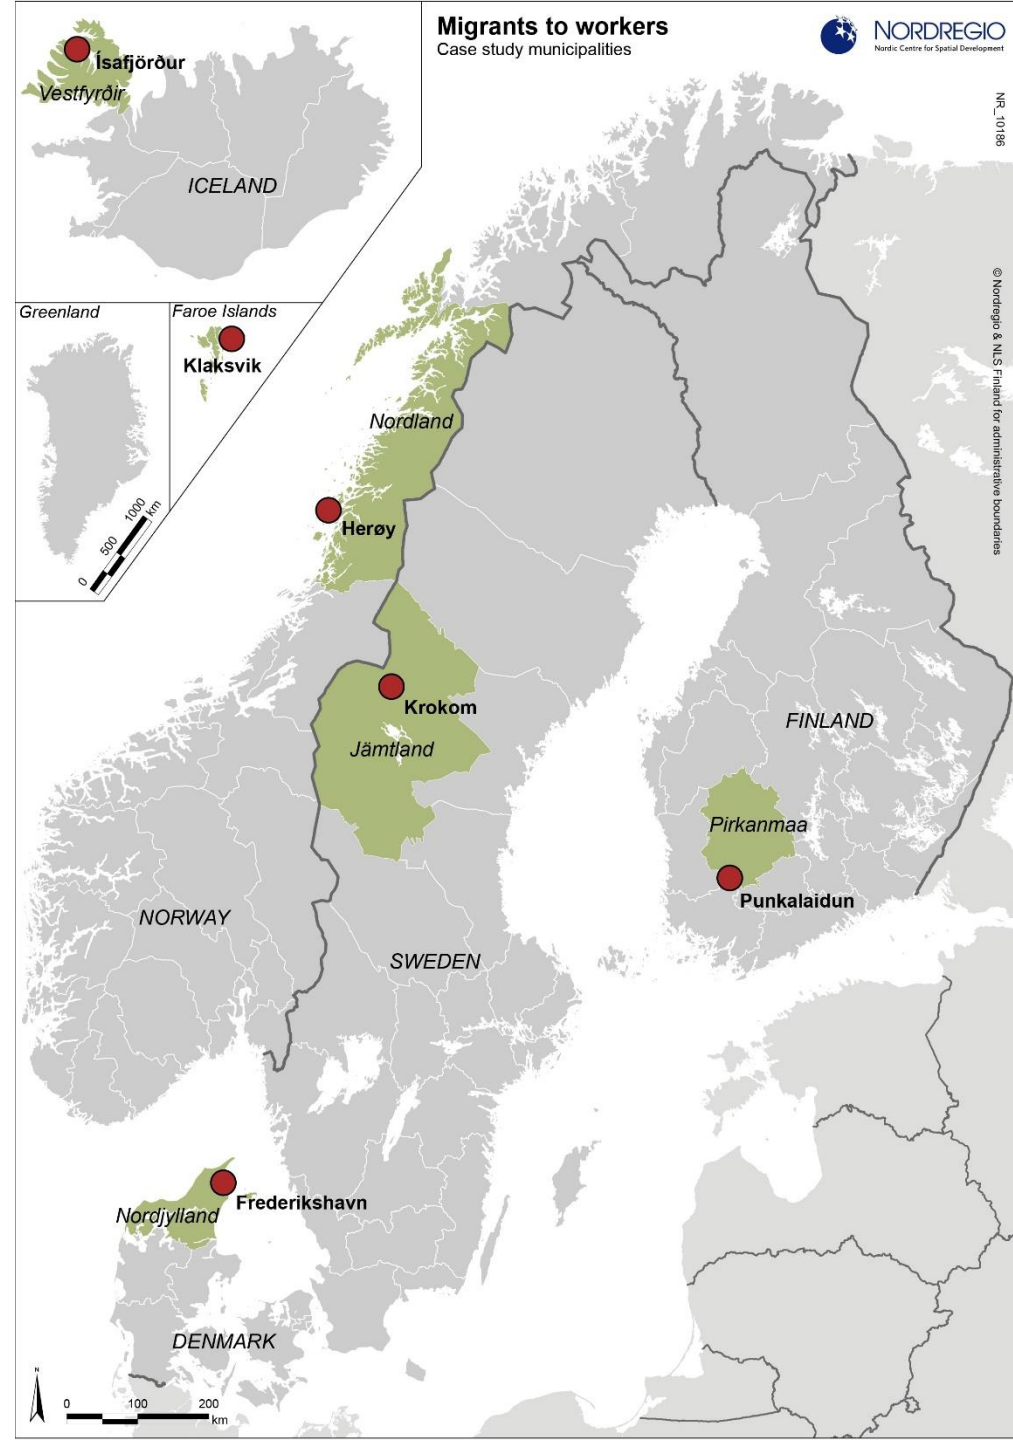 Migrants to workers
Case study municipalities
NORDREGIO
Nordic Centre for Spatial Development
NR_10186
© Nordregio & NLS Finland for administrative boundaries
Ísafjörður
Vestfyrðir
ICELAND
Greenland
Faroe Islands
Klaksvik
0 500 1000
km
Nordland
Herøy
Krokom
Jämtland
FINLAND
Pirkanmaa
Punkalaidun
NORWAY
SWEDEN
Frederikshavn
Nordjylland
DENMARK
N
0 100 200
km